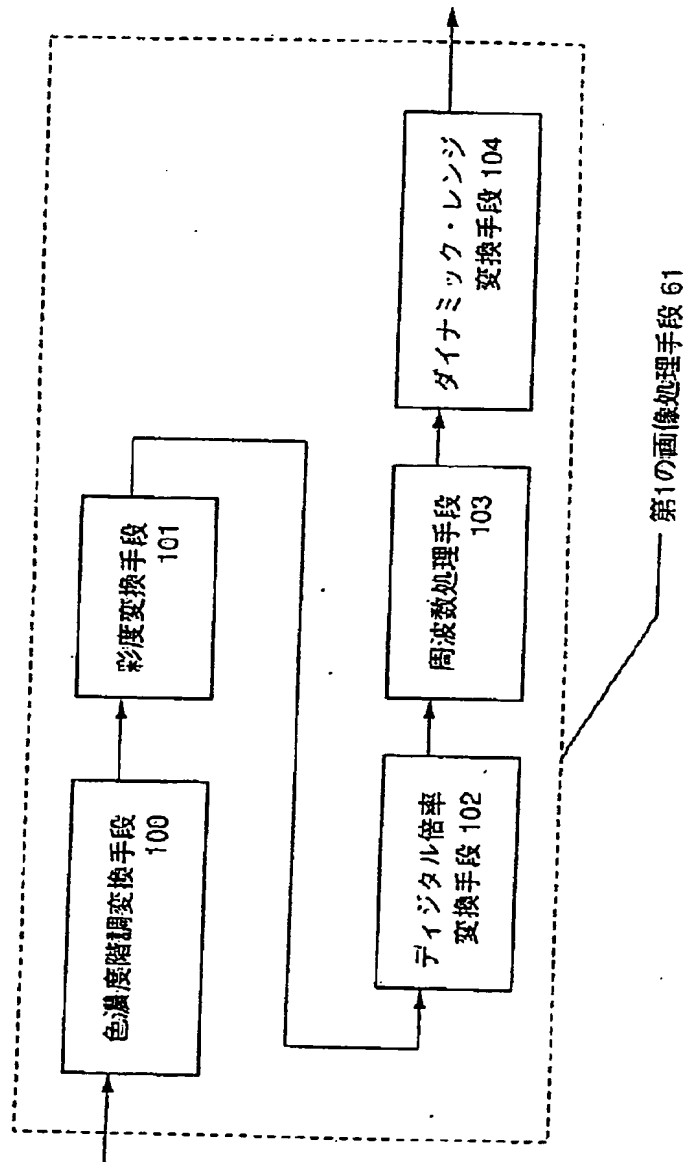 色濃度階調変換手段
100
彩度変換手段
101
ディジタル倍率
変換手段 102
周波数処理手段
103
ダイナミック・レンジ
変換手段 104
第1の画像処理手段 61